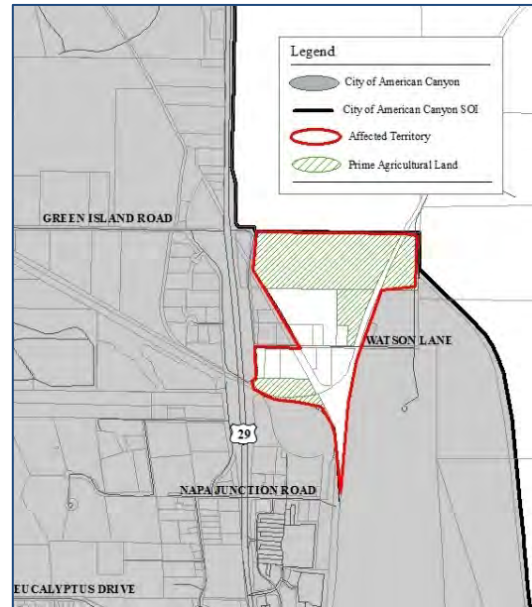 Legend
City of American Canyon
City of American Canyon SOI
Affected Territory
Prime Agricultural Land
GREEN ISLAND ROAD
WATSON LANE
29
NAPA JUNCTION ROAD
EUCALYPTUS DRIVE